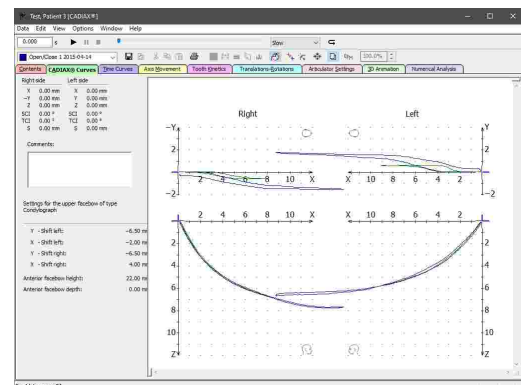 Test, Patient 3 [CADIAX®]
Date Edit View Options Window Help
0.000 s Slow
Open/Close 1 2015-04-14 100.0%
Contents CADIAX® Curves Time Curves Axis Movement Tooth Kinetics Translations-Rotations Articulator Settings 3D Animation Numerical Analysis
Right side Left side
X 0.00 mm X 0.00 mm
-Y 0.00 mm Y 0.00 mm
Z 0.00 mm Z 0.00 mm
SCI 0.00 ° SCI 0.00 °
TCI 0.00 ° TCI 0.00 °
S 0.00 mm S 0.00 mm
Comments:
Settings for the upper facebow of type
Condylograph
Y - Shift left: -6.50 m
X - Shift left: -2.00 m
Y - Shift right: -6.50 m
X - Shift right: 4.00 m
Anterior facebow height: 22.00 m
Anterior facebow depth: 0.00 m
Right Left
-Y Y
2 2
2 4 6 8 10 X X 10 8 6 4 2
-2 -2
2 4 6 8 10 X X 10 8 6 4 2
2 2
4 4
6 6
8 8
10 10
Z Z